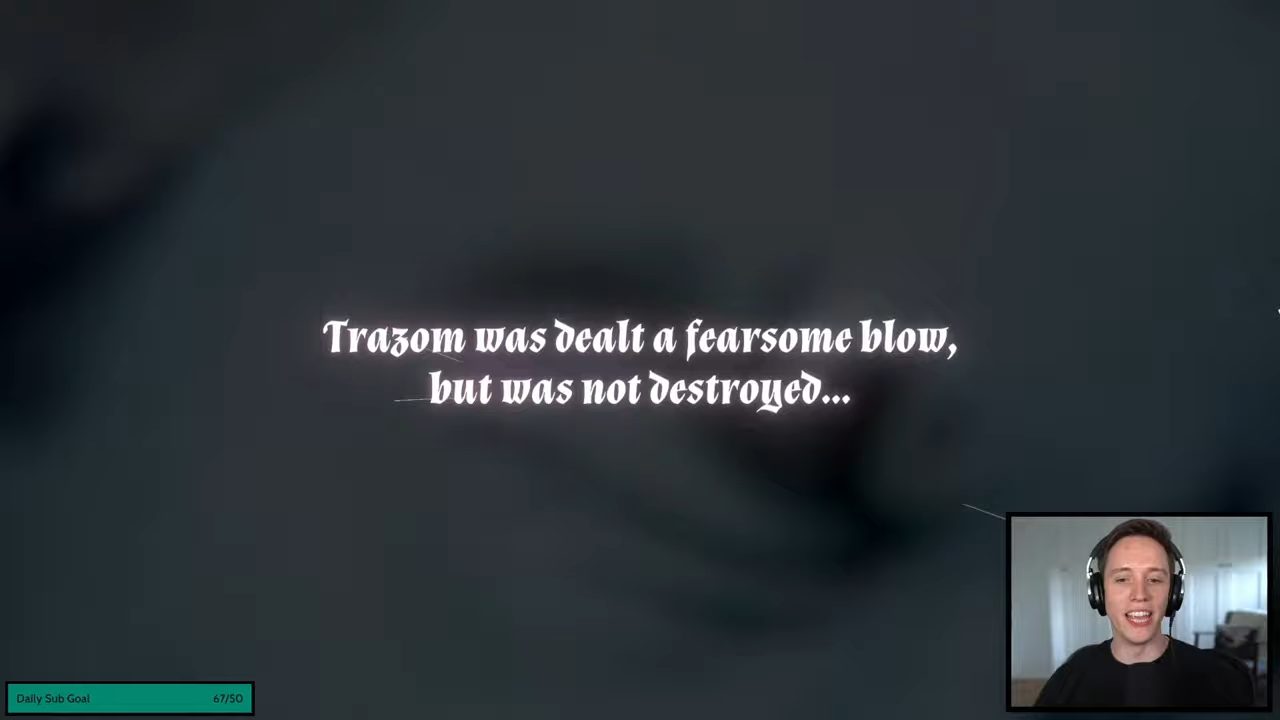 Trazom was dealt a fearsome blow,
but was not destroyed...
Daily Sub Goal 67/50